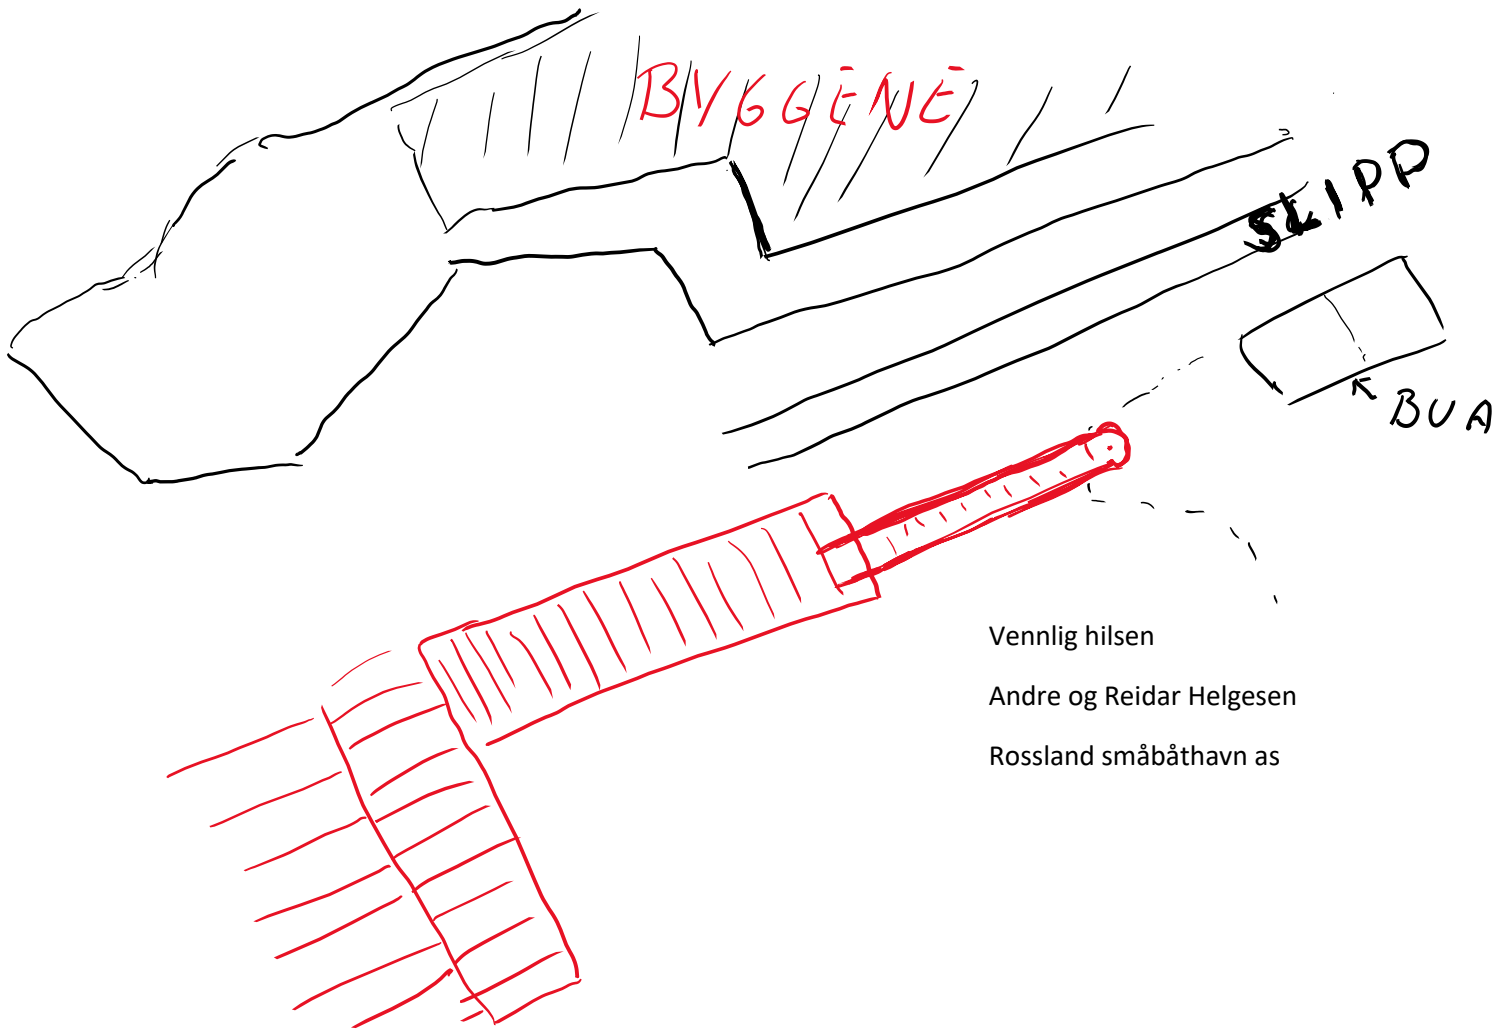 BYGGENE
SLIPP
BUA
Vennlig hilsen
Andre og Reidar Helgesen
Rossland småbåthavn as